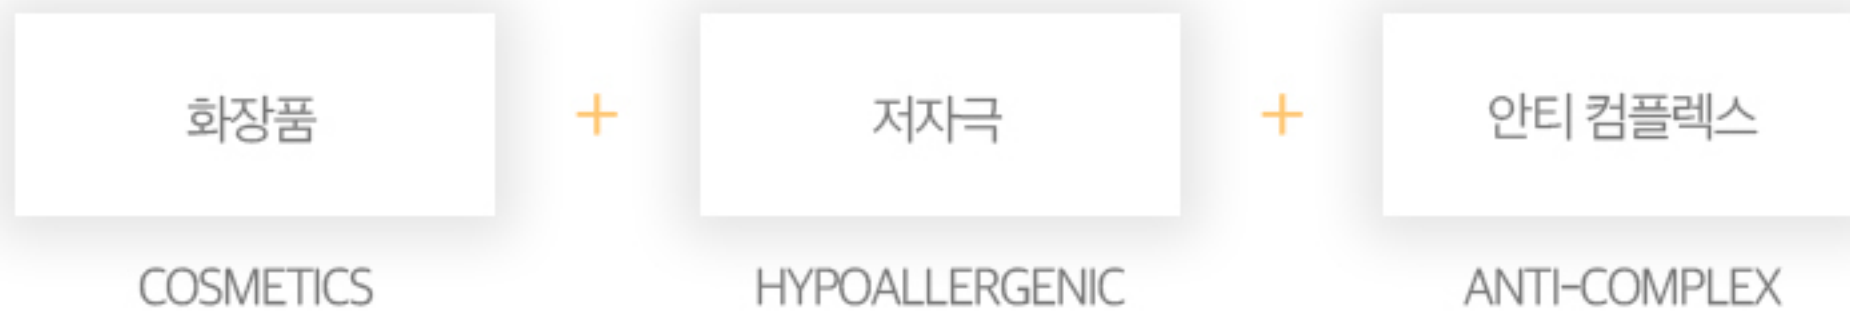 화장품 + 저자극 + 안티 컴플렉스
COSMETICS HYPOALLERGENIC ANTI-COMPLEX